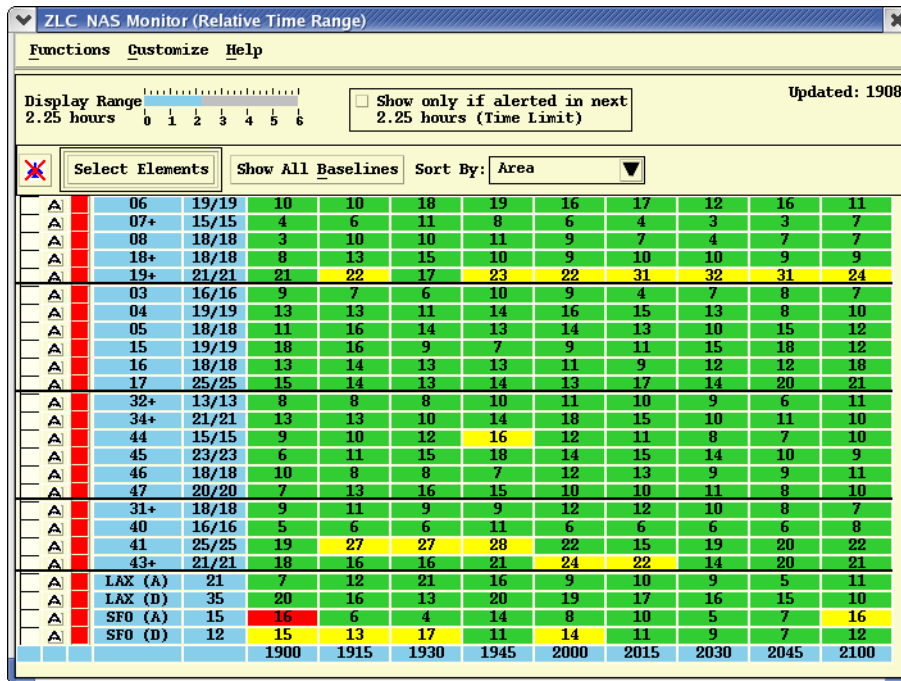 ZLC NAS Monitor (Relative Time Range)
Functions Customize Help
Display Range
2.25 hours
0 1 2 3 4 5 6
Show only if alerted in next
2.25 hours (Time Limit)
Updated: 1908
Select Elements Show All Baselines Sort By: Area
A 06 19/19 10 10 18 19 16 17 12 16 11
A 07+ 15/15 4 6 11 8 6 4 3 3 7
A 08 18/18 3 10 10 11 9 7 4 7 7
A 18+ 18/18 8 13 15 10 9 10 10 9 9
A 19+ 21/21 21 22 17 23 22 31 32 31 24
A 03 16/16 9 7 6 10 9 4 7 8 7
A 04 19/19 13 13 11 14 16 15 13 8 10
A 05 18/18 11 16 14 13 14 13 10 15 12
A 15 19/19 18 16 9 7 9 11 15 18 12
A 16 18/18 13 14 13 13 11 9 12 12 18
A 17 25/25 15 14 13 14 13 17 14 20 21
A 32+ 13/13 8 8 8 10 11 10 9 6 11
A 34+ 21/21 13 13 10 14 18 15 10 11 10
A 44 15/15 9 10 12 16 12 11 8 7 10
A 45 23/23 6 11 15 18 14 15 14 10 9
A 46 18/18 10 8 8 7 12 13 9 9 11
A 47 20/20 7 13 16 15 10 10 11 8 10
A 31+ 18/18 9 11 9 9 12 12 10 8 7
A 40 16/16 5 6 6 11 6 6 6 6 8
A 41 25/25 19 27 27 28 22 15 19 20 22
A 43+ 21/21 18 16 16 21 24 22 14 20 21
A LAX (A) 21 7 12 21 16 9 10 9 5 11
A LAX (D) 35 20 16 13 20 19 17 16 15 10
A SFO (A) 15 16 6 4 14 8 10 5 7 16
A SFO (D) 12 15 13 17 11 14 11 9 7 12
1900 1915 1930 1945 2000 2015 2030 2045 2100